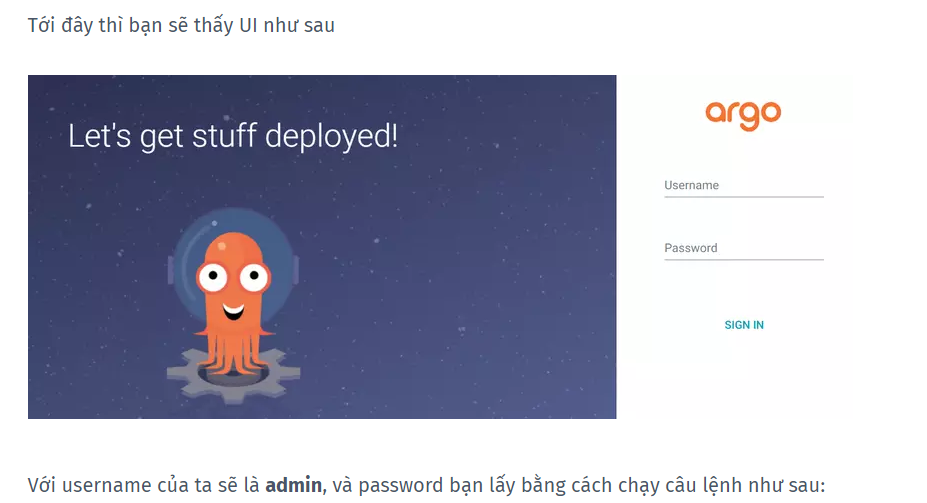 Tới đây thì bạn sẽ thấy UI như sau
Let's get stuff deployed!
argo
Username
Password
SIGN IN
Với username của ta sẽ là admin, và password bạn lấy bằng cách chạy câu lệnh như sau: